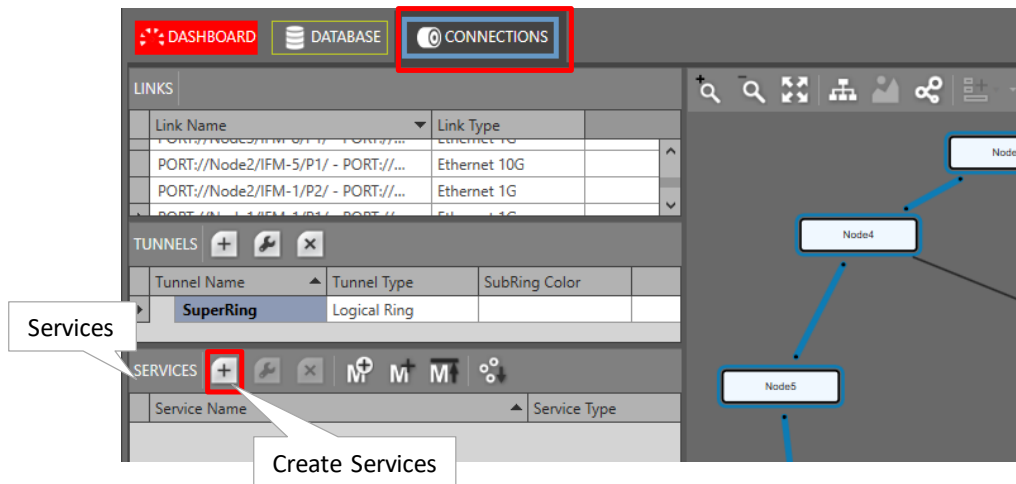 DASHBOARD DATABASE CONNECTIONS
LINKS
Link Name Link Type
PORT://Node2/IFM-5/P1/ - PORT://... Ethernet 10G
PORT://Node2/IFM-1/P2/ - PORT://... Ethernet 1G
TUNNELS
Tunnel Name Tunnel Type SubRing Color
SuperRing Logical Ring
Services
SERVICES
Service Name Service Type
Create Services
Node
Node4
Node5